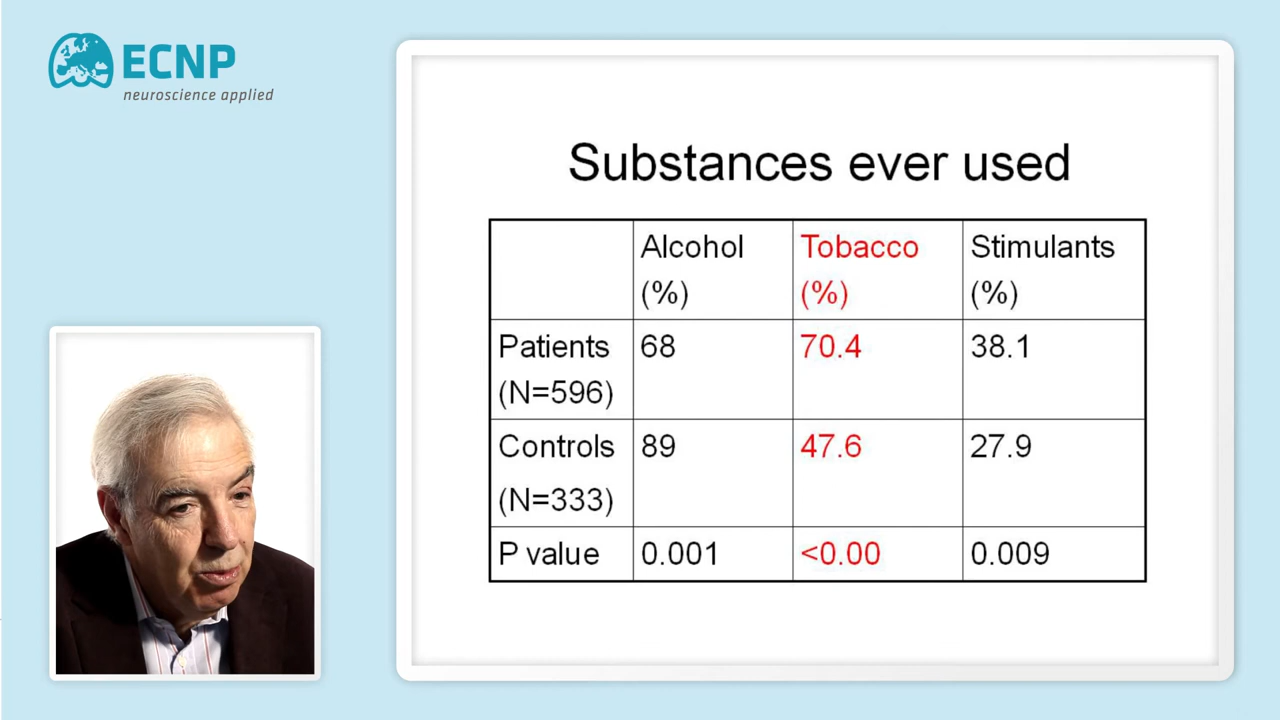 ECNP
neuroscience applied
Substances ever used
Alcohol (%) Tobacco (%) Stimulants (%)
Patients (N=596) 68 70.4 38.1
Controls (N=333) 89 47.6 27.9
P value 0.001 <0.00 0.009